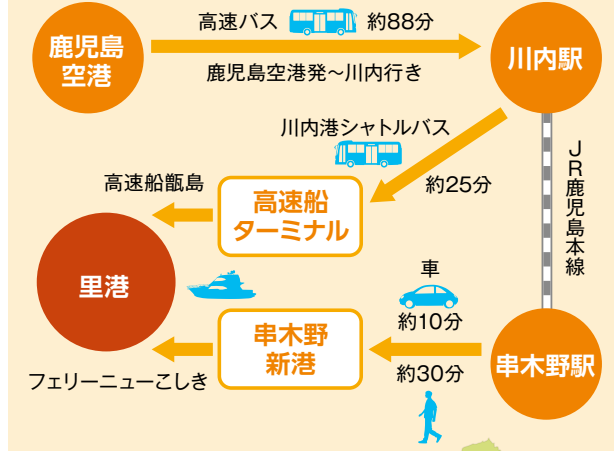 高速バス 約88分
鹿児島
空港
川内駅
鹿児島空港発〜川内行き
川内港シャトルバス
約25分
JR鹿児島本線
高速船甑島
高速船
ターミナル
里港
車
約10分
串木野
新港
串木野駅
約30分
フェリーニューこしき